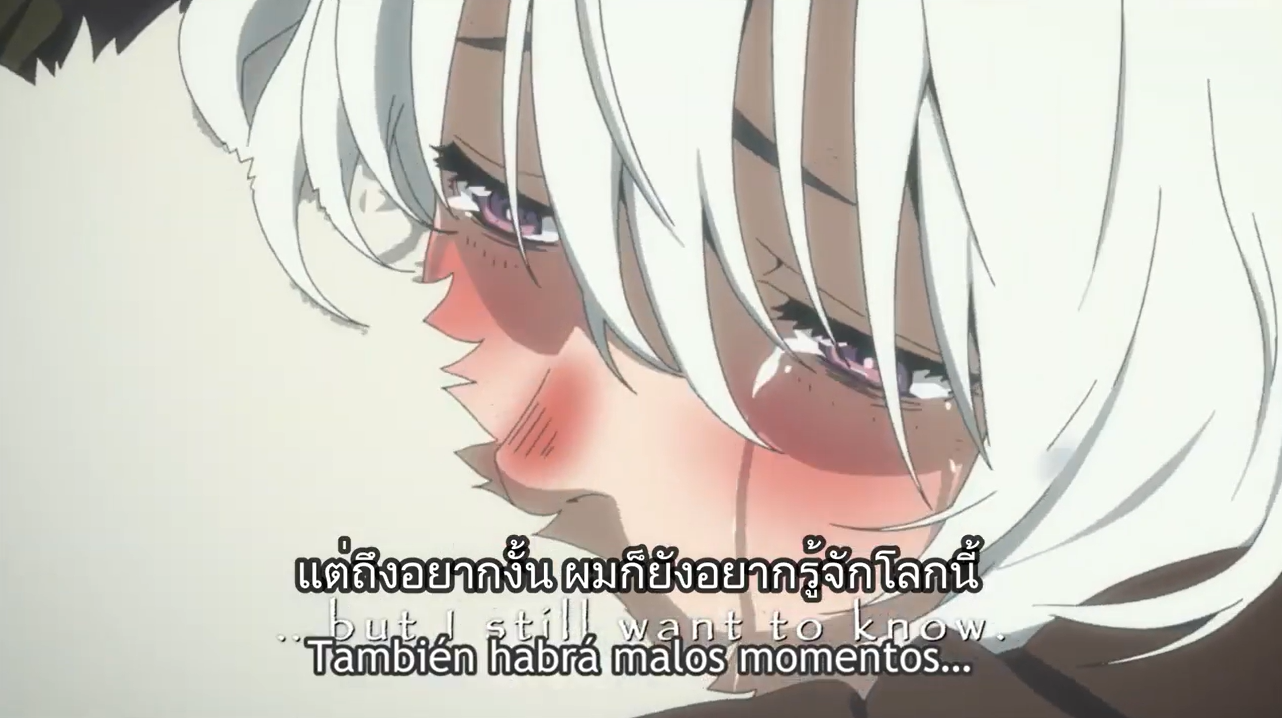 แต่ถึงอยากงั้น ผมก็ยังอยากรู้จักโลกนี้
...but I still want to know.
También habrá malos momentos...